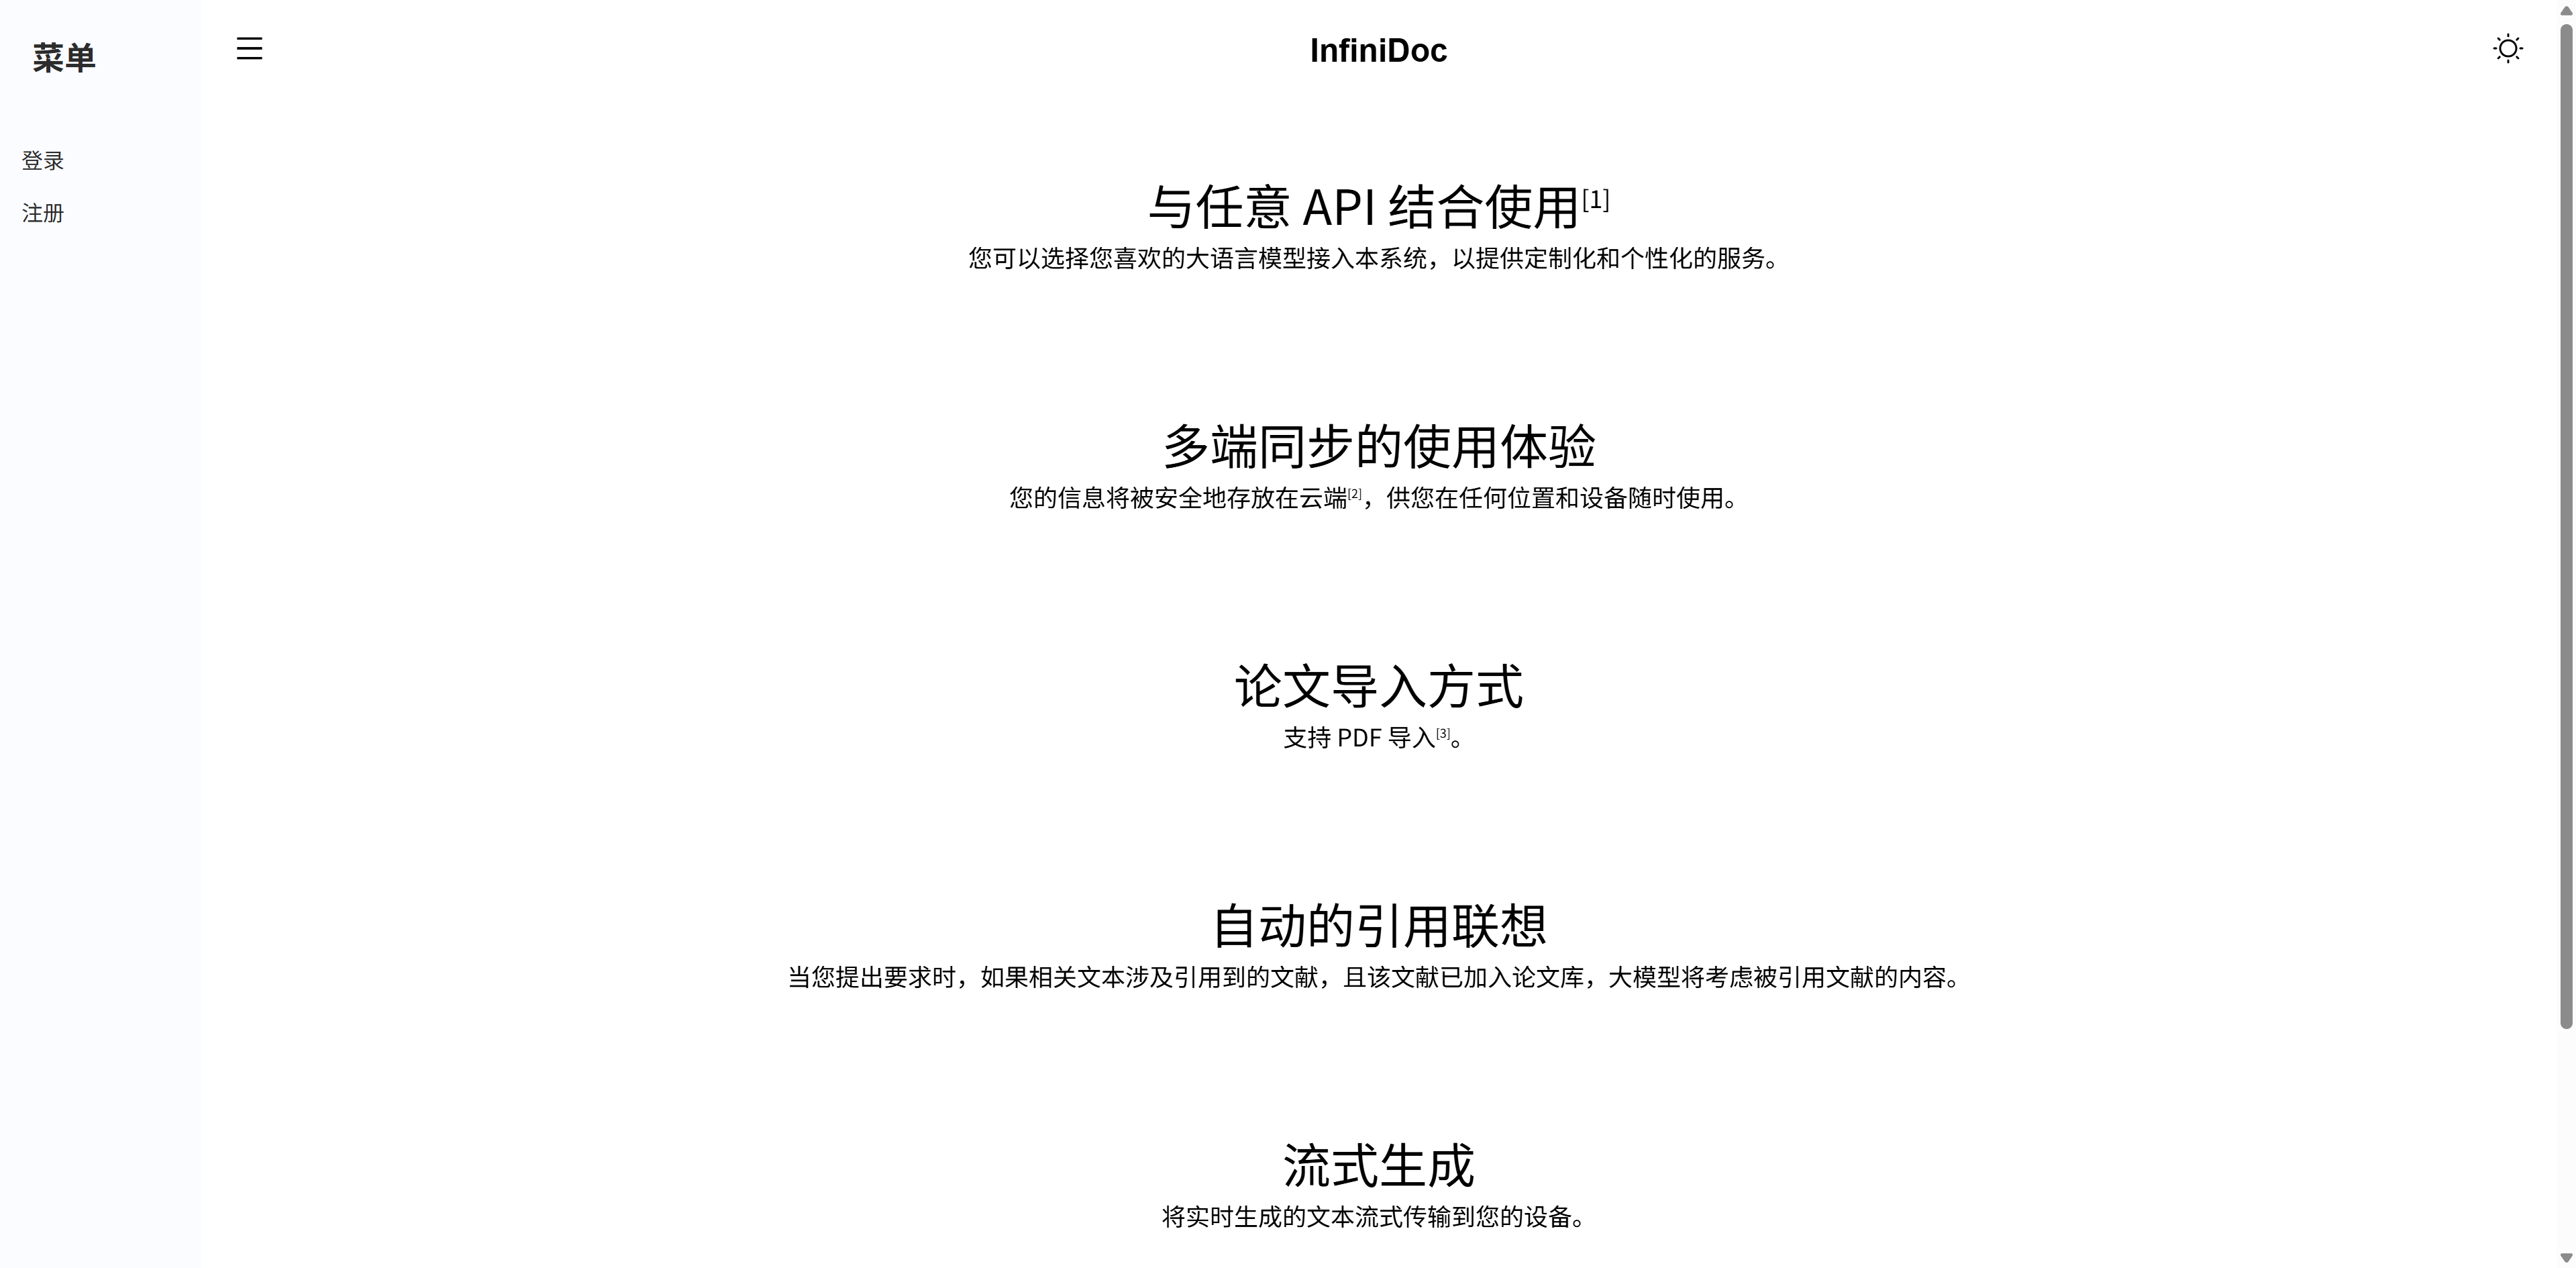 菜单
登录
注册
InfiniDoc
与任意 API 结合使用[1]
您可以选择您喜欢的大语言模型接入本系统，以提供定制化和个性化的服务。
多端同步的使用体验
您的信息将被安全地存放在云端[2]，供您在任何位置和设备随时使用。
论文导入方式
支持 PDF 导入[3]。
自动的引用联想
当您提出要求时，如果相关文本涉及引用到的文献，且该文献已加入论文库，大模型将考虑被引用文献的内容。
流式生成
将实时生成的文本流式传输到您的设备。